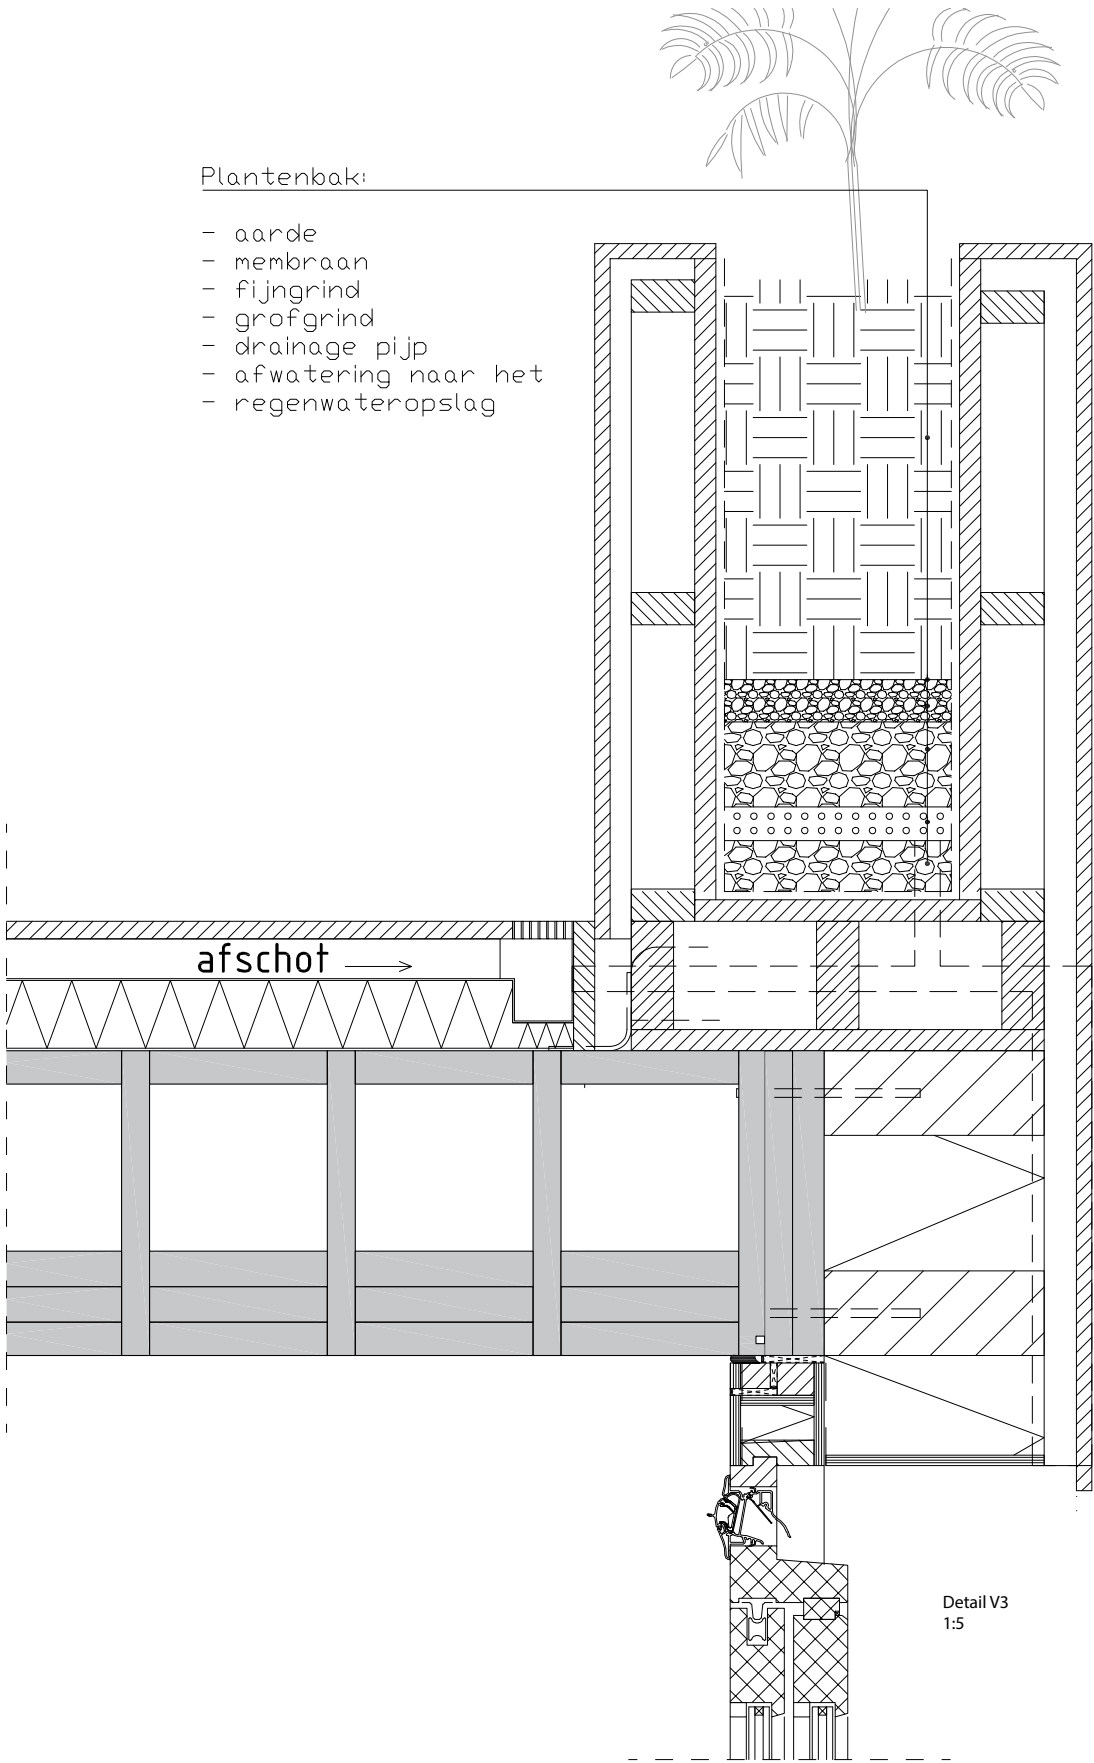 Plantenbak:
- aarde
- membraan
- fijngrind
- grofgrind
- drainage pijp
- afwatering naar het
- regenwateropslag
afschot
Detail V3
1:5